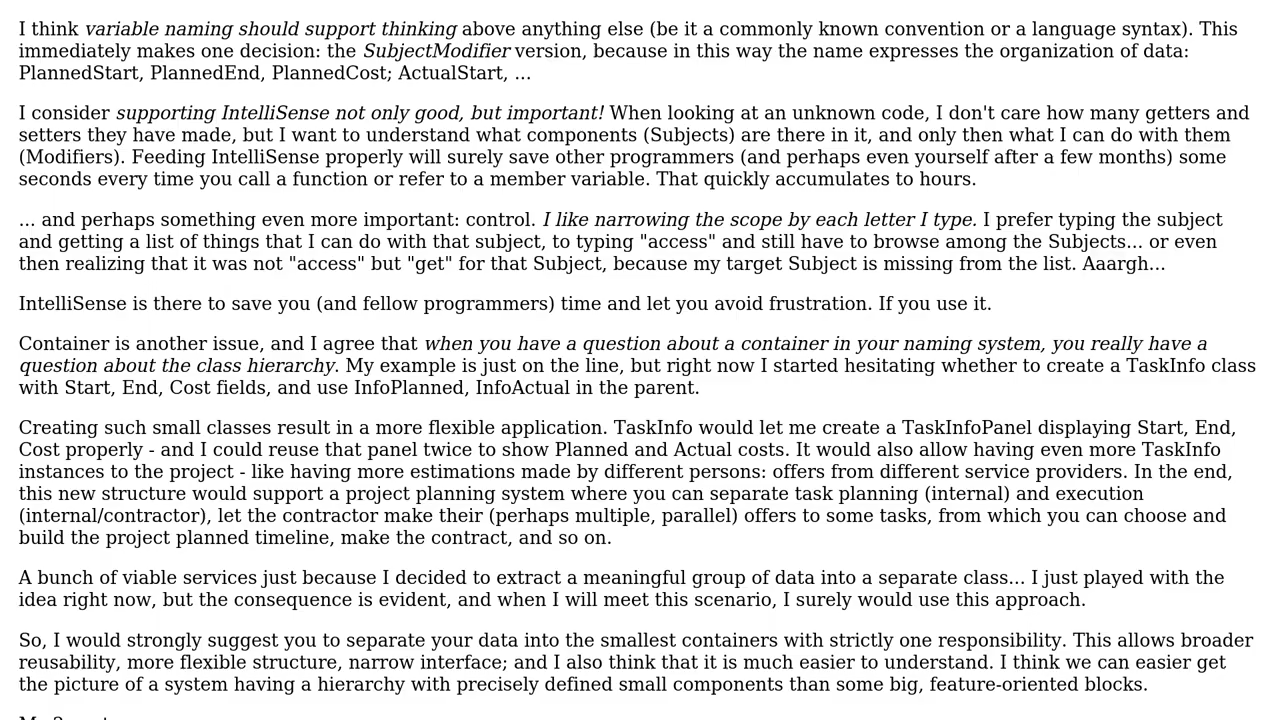 I think variable naming should support thinking above anything else (be it a commonly known convention or a language syntax). This
immediately makes one decision: the SubjectModifier version, because in this way the name expresses the organization of data:
PlannedStart, PlannedEnd, PlannedCost; ActualStart, ...
I consider supporting IntelliSense not only good, but important! When looking at an unknown code, I don't care how many getters and
setters they have made, but I want to understand what components (Subjects) are there in it, and only then what I can do with them
(Modifiers). Feeding IntelliSense properly will surely save other programmers (and perhaps even yourself after a few months) some
seconds every time you call a function or refer to a member variable. That quickly accumulates to hours.
... and perhaps something even more important: control. I like narrowing the scope by each letter I type. I prefer typing the subject
and getting a list of things that I can do with that subject, to typing "access" and still have to browse among the Subjects... or even
then realizing that it was not "access" but "get" for that Subject, because my target Subject is missing from the list. Aaargh...
IntelliSense is there to save you (and fellow programmers) time and let you avoid frustration. If you use it.
Container is another issue, and I agree that when you have a question about a container in your naming system, you really have a
question about the class hierarchy. My example is just on the line, but right now I started hesitating whether to create a TaskInfo class
with Start, End, Cost fields, and use InfoPlanned, InfoActual in the parent.
Creating such small classes result in a more flexible application. TaskInfo would let me create a TaskInfoPanel displaying Start, End,
Cost properly - and I could reuse that panel twice to show Planned and Actual costs. It would also allow having even more TaskInfo
instances to the project - like having more estimations made by different persons: offers from different service providers. In the end,
this new structure would support a project planning system where you can separate task planning (internal) and execution
(internal/contractor), let the contractor make their (perhaps multiple, parallel) offers to some tasks, from which you can choose and
build the project planned timeline, make the contract, and so on.
A bunch of viable services just because I decided to extract a meaningful group of data into a separate class... I just played with the
idea right now, but the consequence is evident, and when I will meet this scenario, I surely would use this approach.
So, I would strongly suggest you to separate your data into the smallest containers with strictly one responsibility. This allows broader
reusability, more flexible structure, narrow interface; and I also think that it is much easier to understand. I think we can easier get
the picture of a system having a hierarchy with precisely defined small components than some big, feature-oriented blocks.